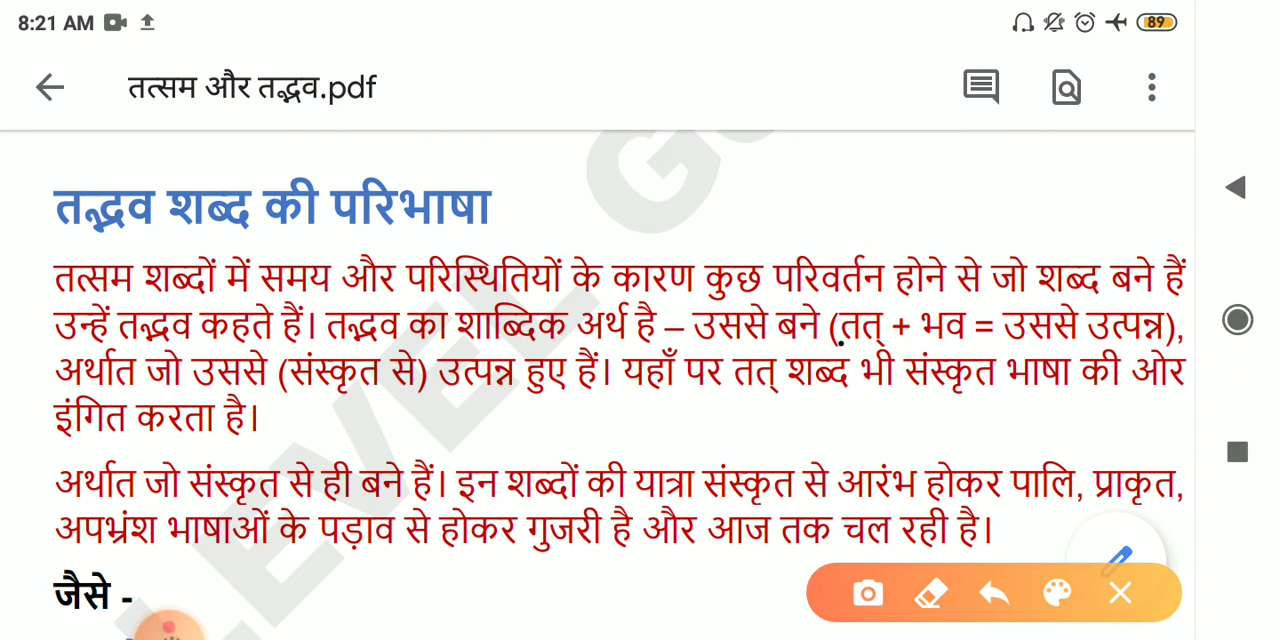 8:21 AM
89
तत्सम और तद्भव.pdf
तद्भव शब्द की परिभाषा
तत्सम शब्दों में समय और परिस्थितियों के कारण कुछ परिवर्तन होने से जो शब्द बने हैं
उन्हें तद्भव कहते हैं। तद्भव का शाब्दिक अर्थ है – उससे बने (तत् + भव = उससे उत्पन्न),
अर्थात जो उससे (संस्कृत से) उत्पन्न हुए हैं। यहाँ पर तत् शब्द भी संस्कृत भाषा की ओर
इंगित करता है।
अर्थात जो संस्कृत से ही बने हैं। इन शब्दों की यात्रा संस्कृत से आरंभ होकर पालि, प्राकृत,
अपभ्रंश भाषाओं के पड़ाव से होकर गुजरी है और आज तक चल रही है।
जैसे -